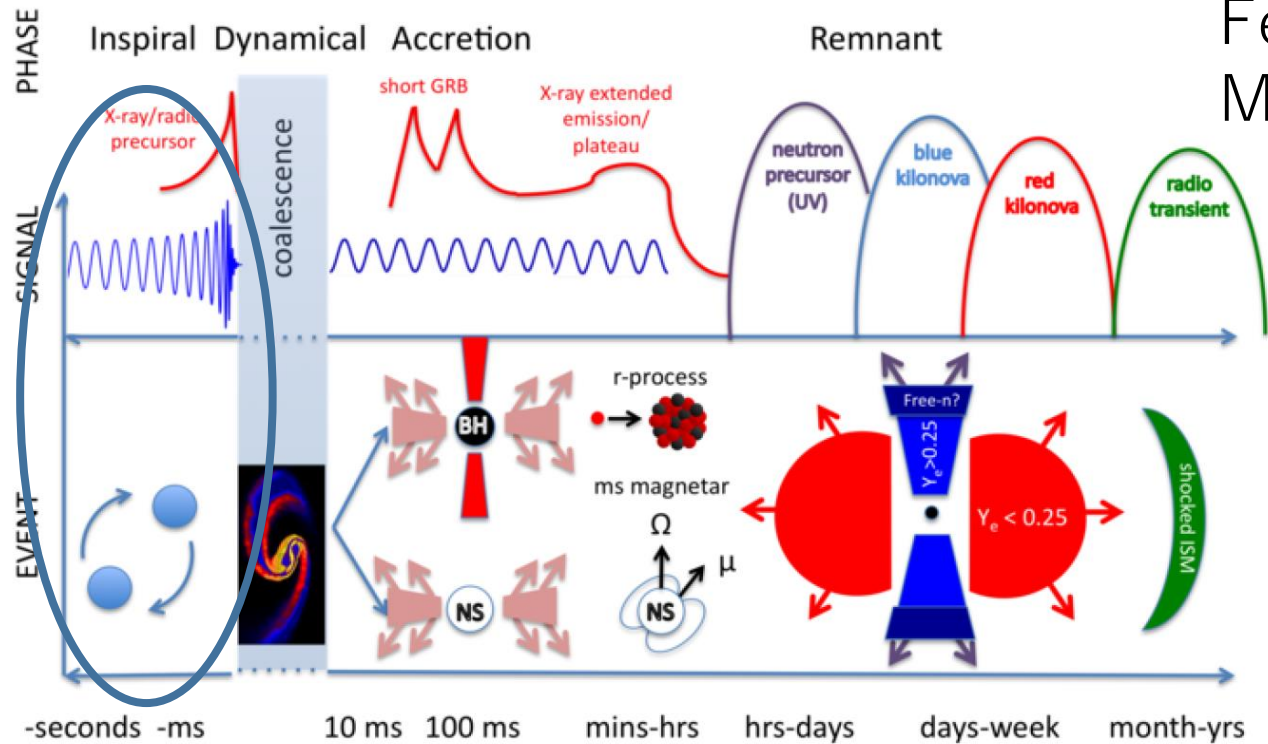 Fe
M
PHASE
Inspiral Dynamical Accretion Remnant
X-ray/radio
precursor
coalescence
short GRB
X-ray extended
emission/
plateau
neutron
precursor
(UV)
blue
kilonova
red
kilonova
radio
transient
SIGNAL
EVENT
BH
r-process
NS
ms magnetar
Ω
μ
NS
Free-n?
Ye>0.25
Ye < 0.25
shocked ISM
-seconds -ms 10 ms 100 ms mins-hrs hrs-days days-week month-yrs